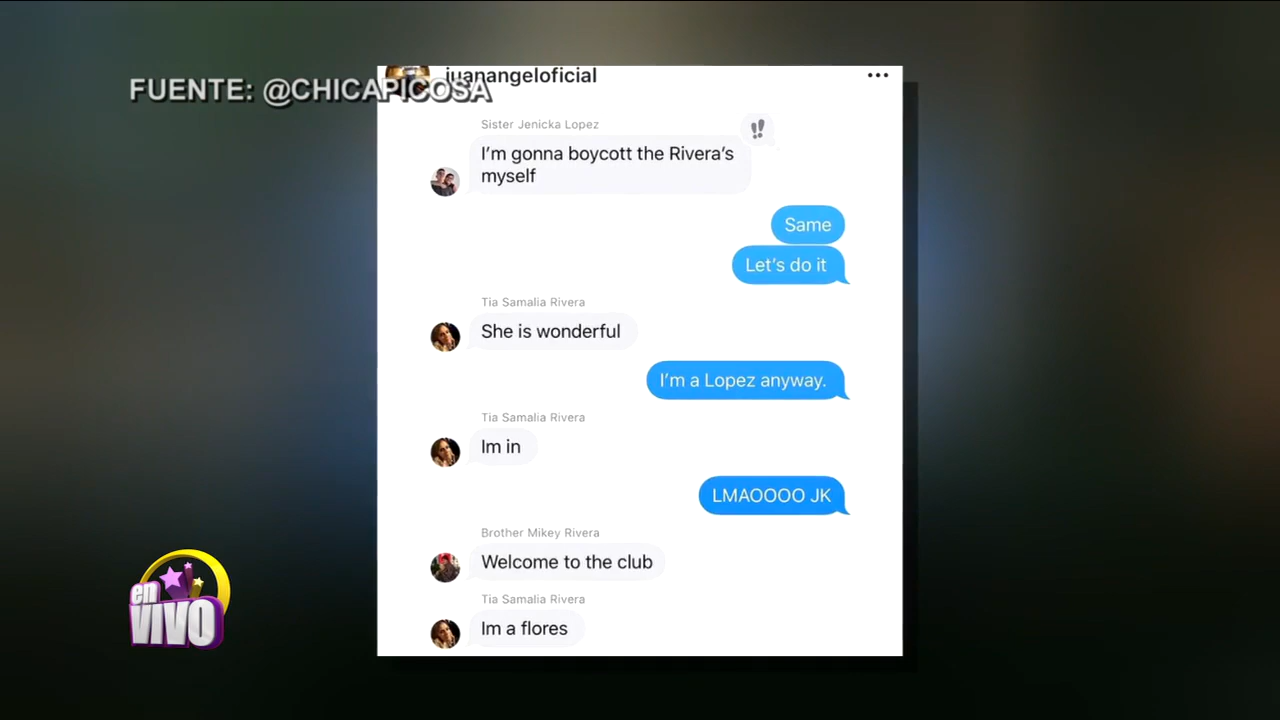 juanangeloficial
FUENTE: @CHICAPICOSA
Sister Jenicka Lopez
I’m gonna boycott the Rivera’s
myself
Same
Let’s do it
Tia Samalia Rivera
She is wonderful
I’m a Lopez anyway.
Tia Samalia Rivera
Im in
LMAOOOO JK
Brother Mikey Rivera
Welcome to the club
Tia Samalia Rivera
Im a flores
en
VIVO